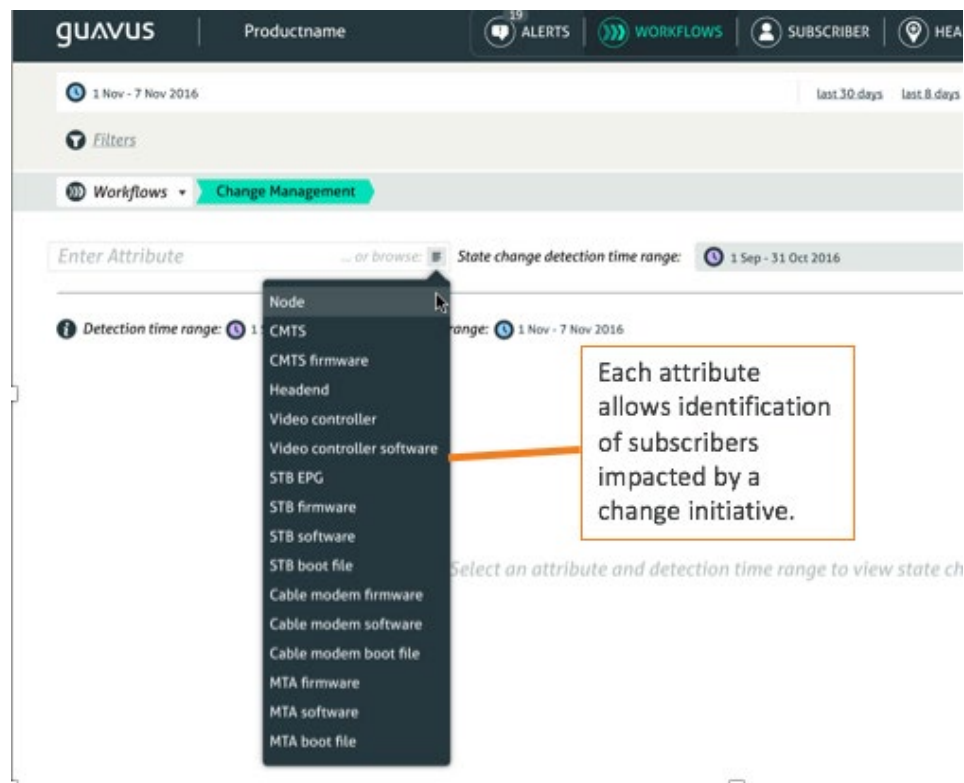 guavus
Productname
19
ALERTS
WORKFLOWS
SUBSCRIBER
HEA
1 Nov - 7 Nov 2016
last 30 days
last 8 days
Filters
Workflows
Change Management
Enter Attribute
... or browse:
State change detection time range:
1 Sep - 31 Oct 2016
Detection time range:
1
range:
1 Nov - 7 Nov 2016
Node
CMTS
CMTS firmware
Headend
Video controller
Video controller software
STB EPG
STB firmware
STB software
STB boot file
Cable modem firmware
Cable modem software
Cable modem boot file
MTA firmware
MTA software
MTA boot file
Each attribute
allows identification
of subscribers
impacted by a
change initiative.
Select an attribute and detection time range to view state ch